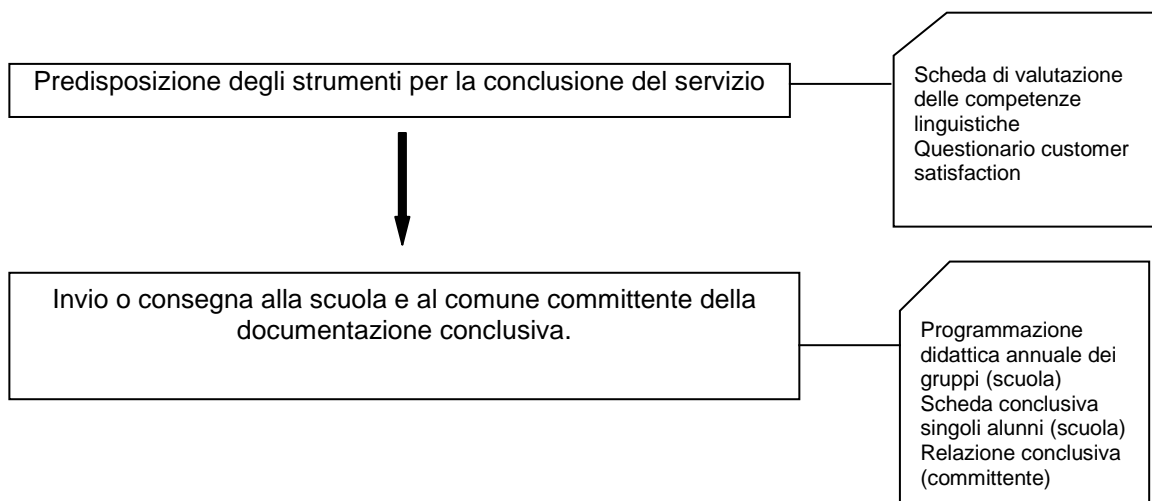 Predisposizione degli strumenti per la conclusione del servizio
Scheda di valutazione
delle competenze
linguistiche
Questionario customer
satisfaction
Invio o consegna alla scuola e al comune committente della
documentazione conclusiva.
Programmazione
didattica annuale dei
gruppi (scuola)
Scheda conclusiva
singoli alunni (scuola)
Relazione conclusiva
(committente)